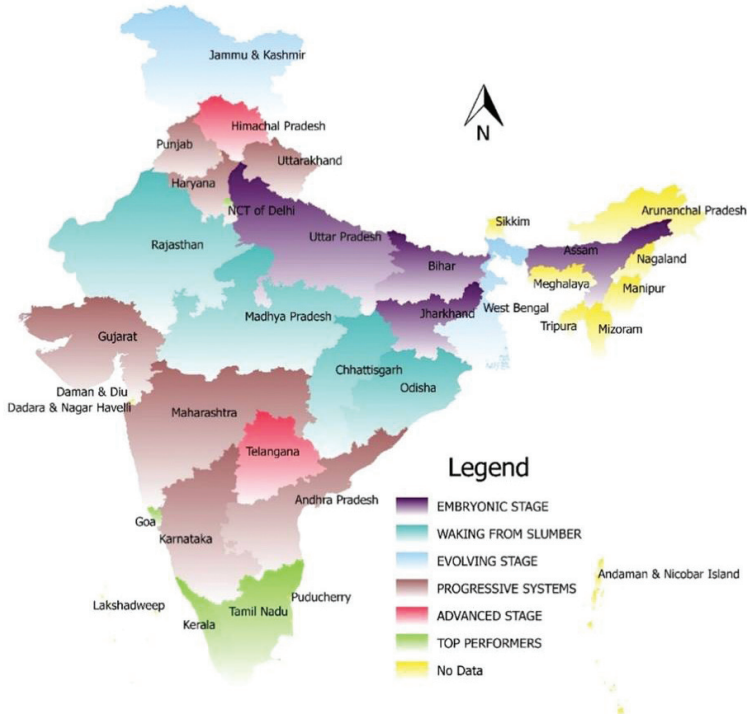 Jammu & Kashmir
N
Himachal Pradesh
Punjab
Uttarakhand
Haryana
NCT of Delhi
Sikkim
Arunanchal Pradesh
Rajasthan
Uttar Pradesh
Assam
Nagaland
Bihar
Meghalaya
Manipur
Jharkhand
West Bengal
Madhya Pradesh
Tripura
Mizoram
Gujarat
Chhattisgarh
Odisha
Daman & Diu
Dadara & Nagar Havelli
Maharashtra
Telangana
Andhra Pradesh
Goa
Karnataka
Lakshadweep
Kerala
Tamil Nadu
Puducherry
Andaman & Nicobar Island
Legend
EMBRYONIC STAGE
WAKING FROM SLUMBER
EVOLVING STAGE
PROGRESSIVE SYSTEMS
ADVANCED STAGE
TOP PERFORMERS
No Data